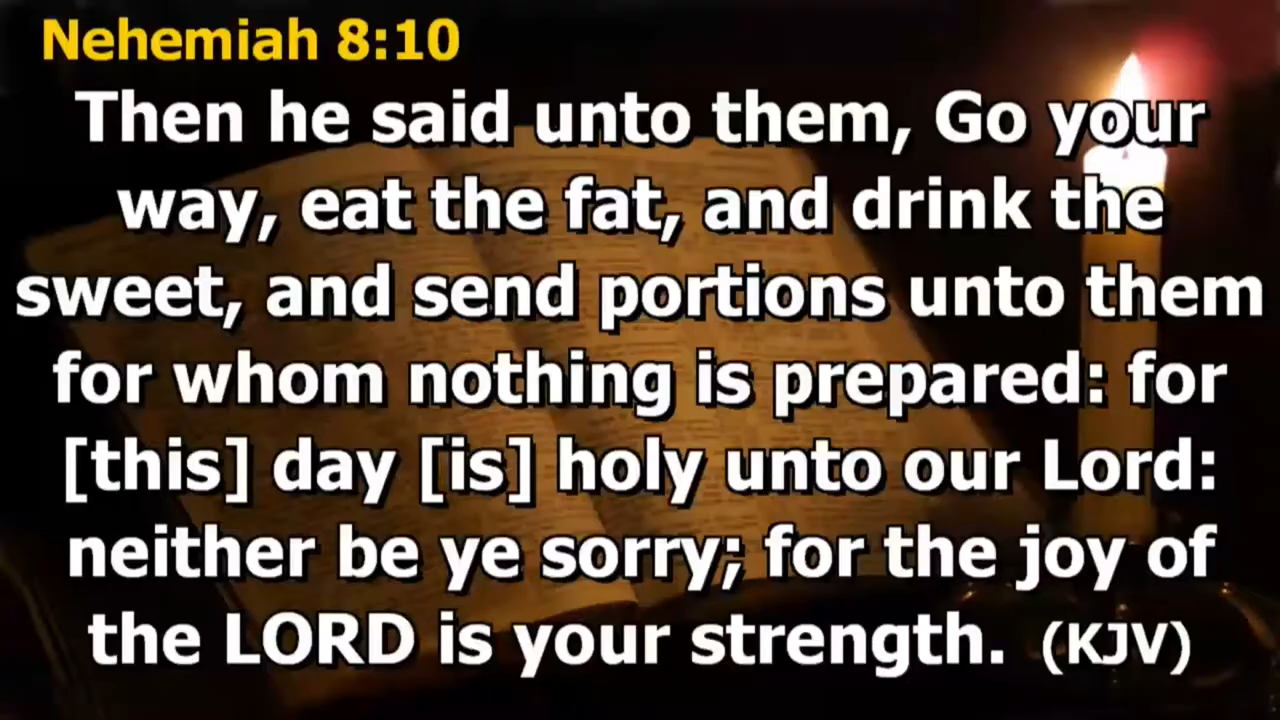 Nehemiah 8:10
Then he said unto them, Go your
way, eat the fat, and drink the
sweet, and send portions unto them
for whom nothing is prepared: for
[this] day [is] holy unto our Lord:
neither be ye sorry; for the joy of
the LORD is your strength. (KJV)